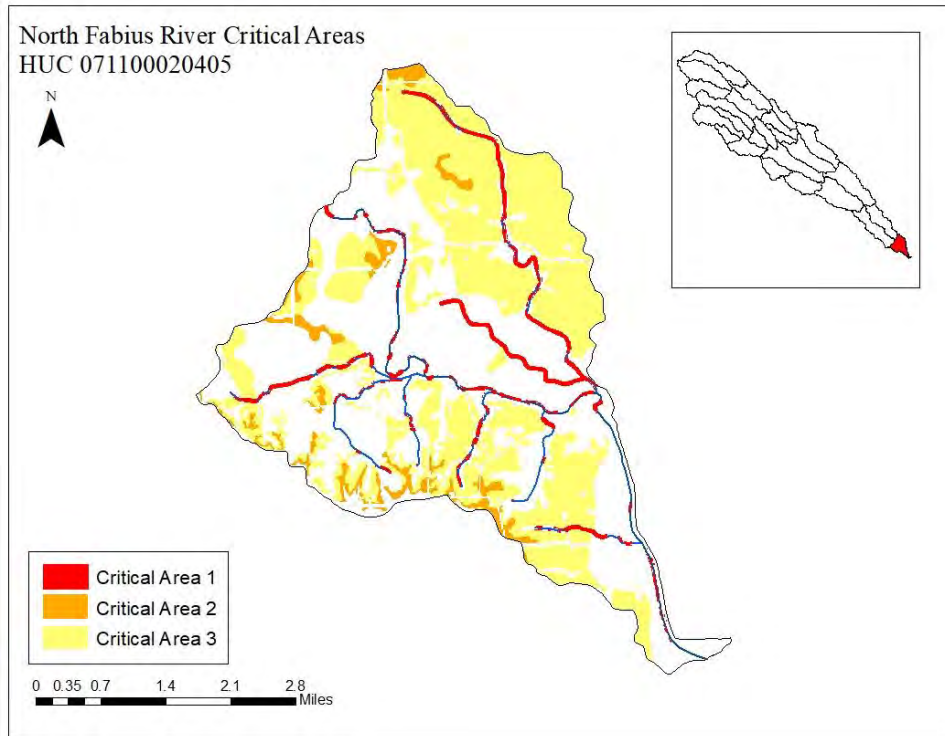 North Fabius River Critical Areas
HUC 071100020405
N
Critical Area 1
Critical Area 2
Critical Area 3
0 0.35 0.7 1.4 2.1 2.8
Miles